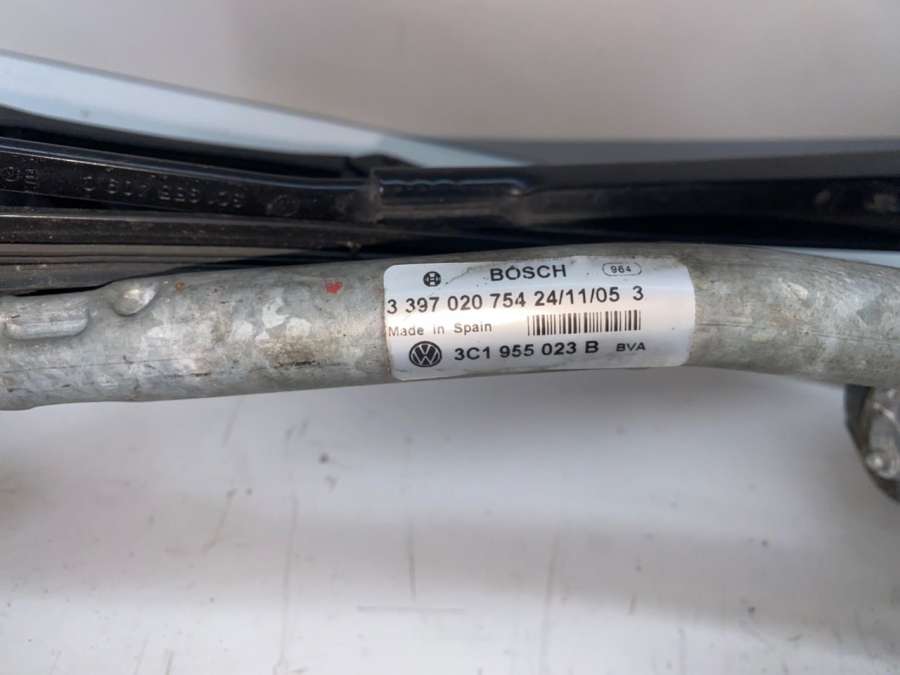 BOSCH 984
3 397 020 754 24/11/05 3
Made in Spain
3C1 955 023 B BVA